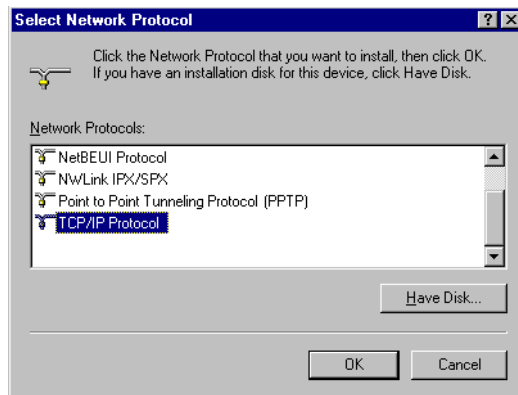 Select Network Protocol
Click the Network Protocol that you want to install, then click OK.
If you have an installation disk for this device, click Have Disk.
Network Protocols:
NetBEUI Protocol
NWLink IPX/SPX
Point to Point Tunneling Protocol (PPTP)
TCP/IP Protocol
Have Disk...
OK Cancel